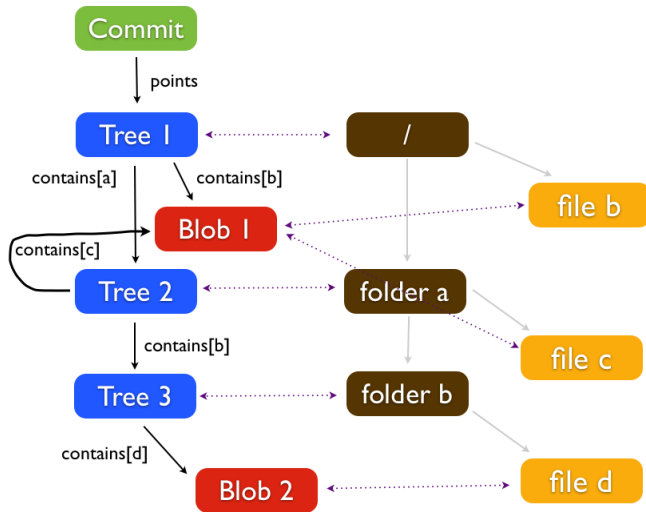 Commit
points
Tree 1
/
contains[a]
contains[b]
file b
Blob 1
contains[c]
Tree 2
folder a
contains[b]
file c
Tree 3
folder b
contains[d]
Blob 2
file d